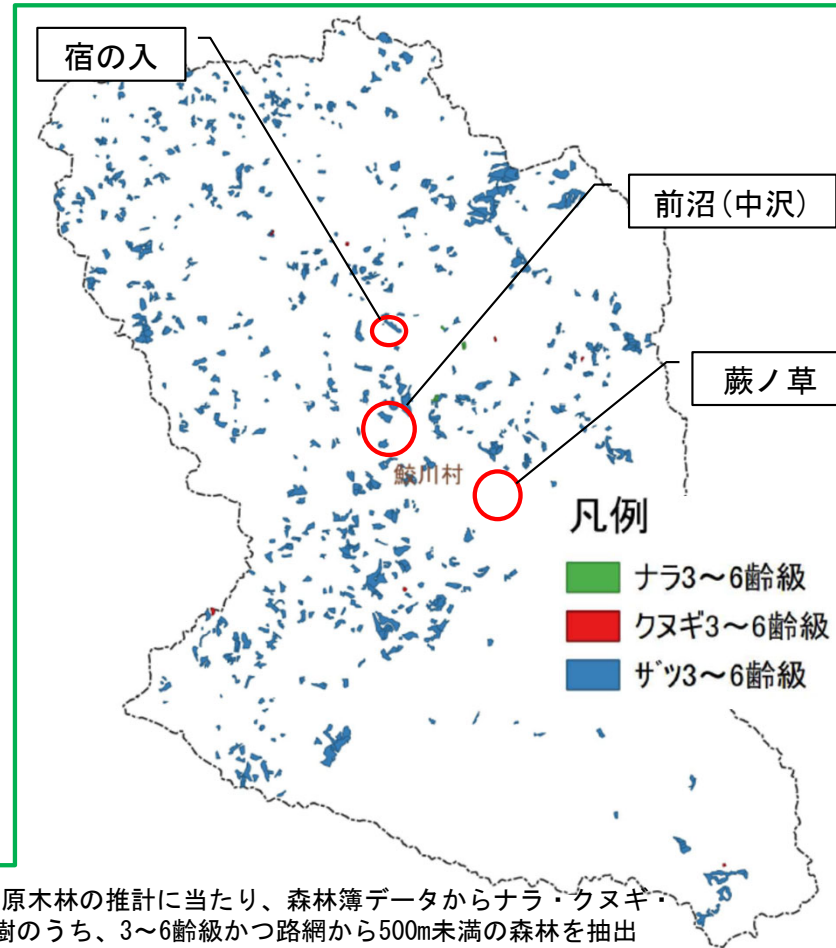 宿の入
前沼(中沢)
蕨ノ草
鮫川村
凡例
ナラ3～6齢級
クヌギ3～6齢級
ザツ3～6齢級
原木林の推計に当たり、森林簿データからナラ・クヌギ・
樹のうち、3～6齢級かつ路網から500m未満の森林を抽出